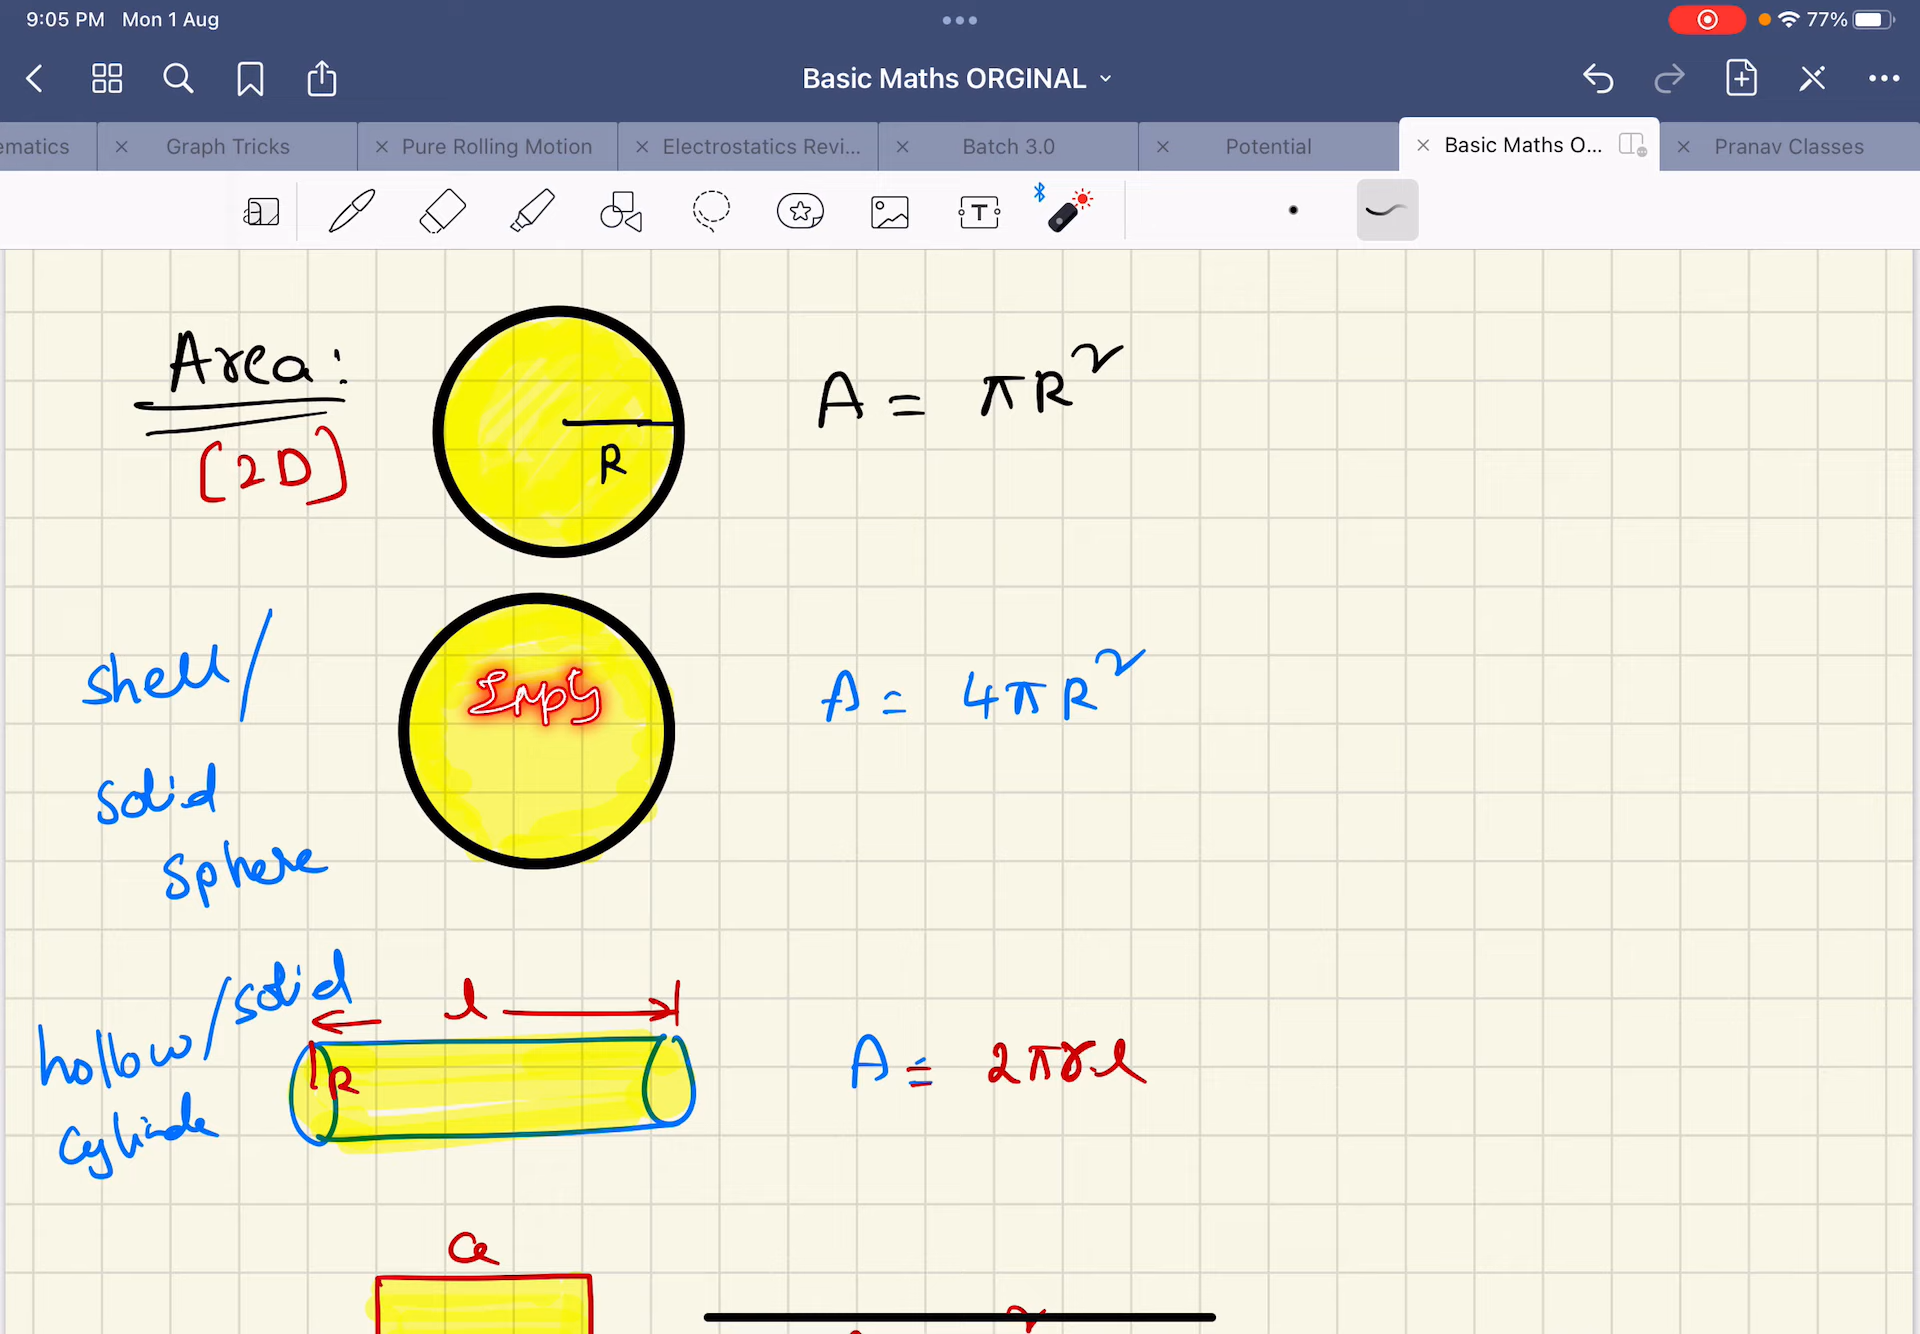 9:05 PM Mon 1 Aug
77%
Basic Maths ORGINAL
ematics
Graph Tricks
Pure Rolling Motion
Electrostatics Revi...
Batch 3.0
Potential
Basic Maths O...
Pranav Classes
T
Area:
[2D]
R
A = πR²
shell/
solid
sphere
A = 4πR²
hollow/solid
l
R
A = 2πrl
a